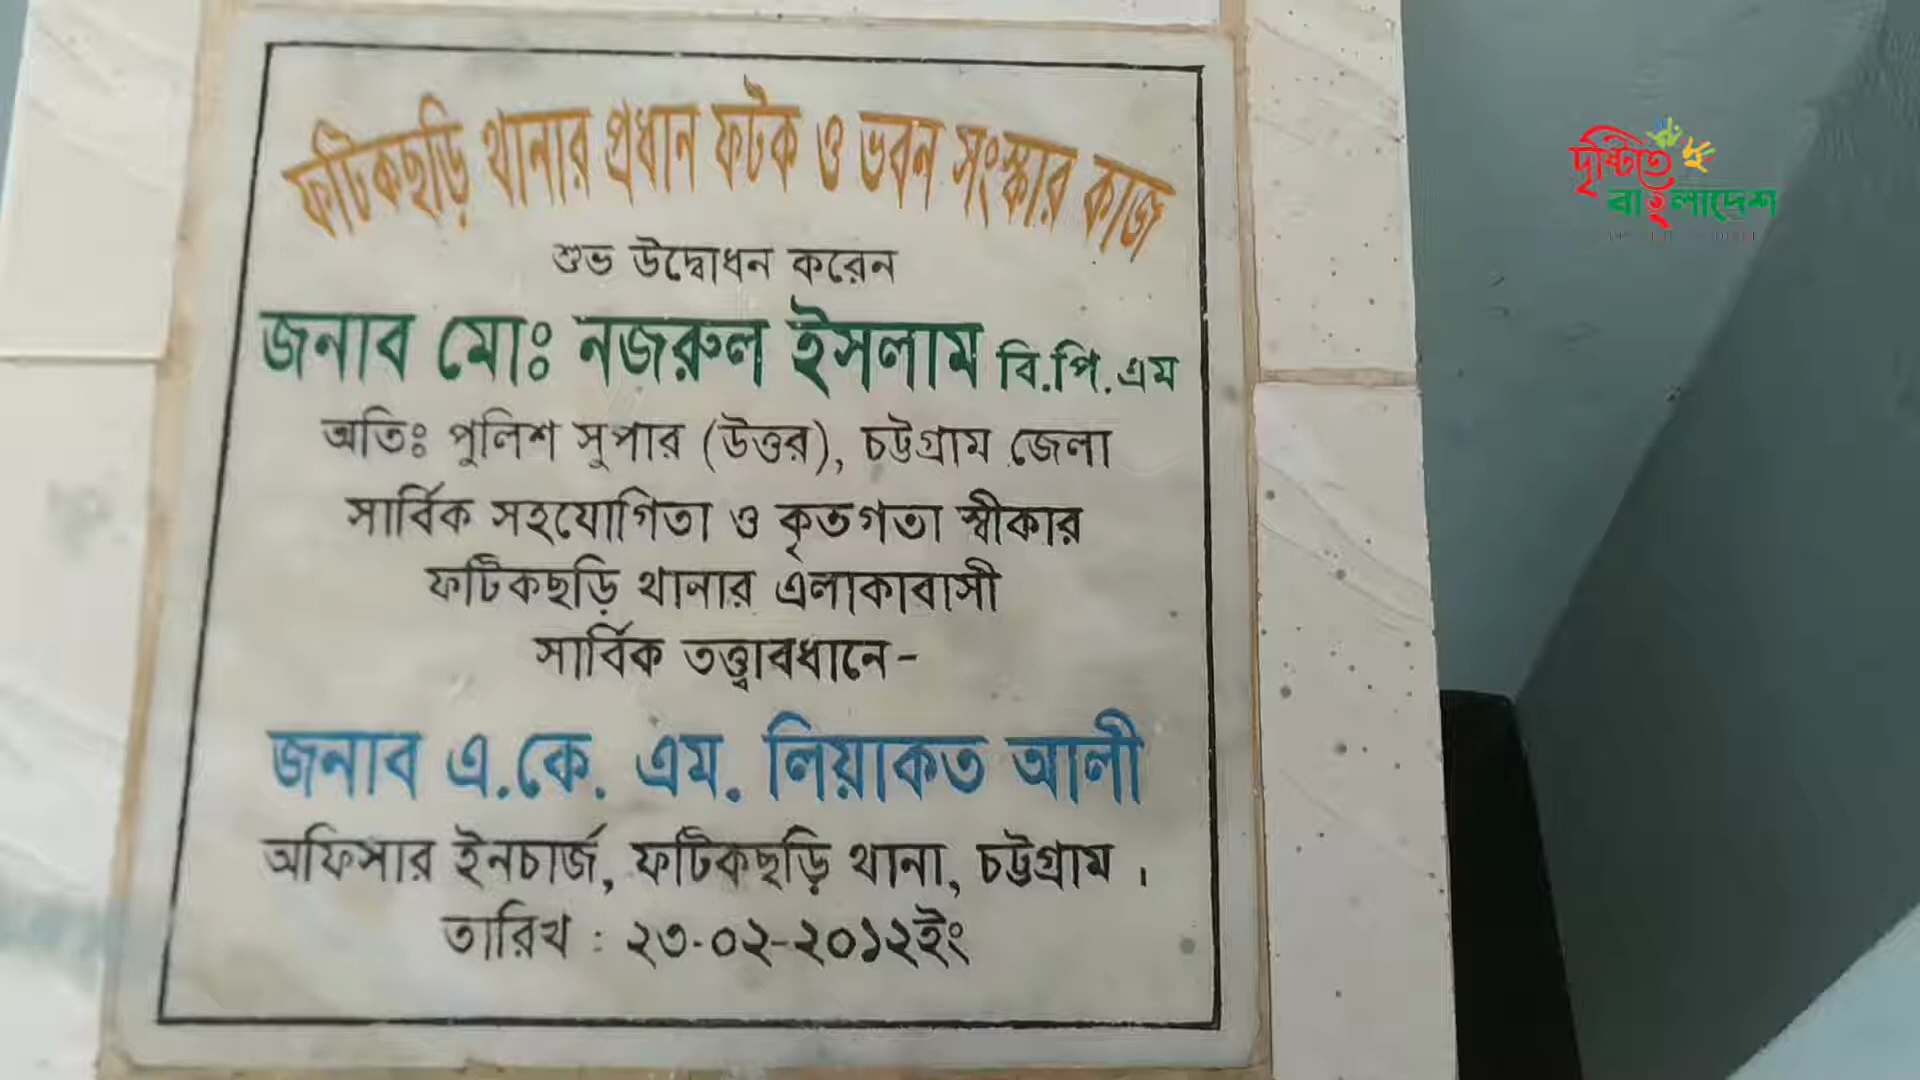 ফটিকছড়ি থানার প্রধান ফটক ও ভবন সংস্কার কাজ
শুভ উদ্বোধন করেন
জনাব মোঃ নজরুল ইসলাম বি.পি.এম
অতিঃ পুলিশ সুপার (উত্তর), চট্টগ্রাম জেলা
সার্বিক সহযোগিতা ও কৃতগতা স্বীকার
ফটিকছড়ি থানার এলাকাবাসী
সার্বিক তত্ত্বাবধানে-
জনাব এ.কে. এম. লিয়াকত আলী
অফিসার ইনচার্জ, ফটিকছড়ি থানা, চট্টগ্রাম ।
তারিখ : ২৩-০২-২০১২ইং
দৃষ্টিতে
বাংলাদেশ